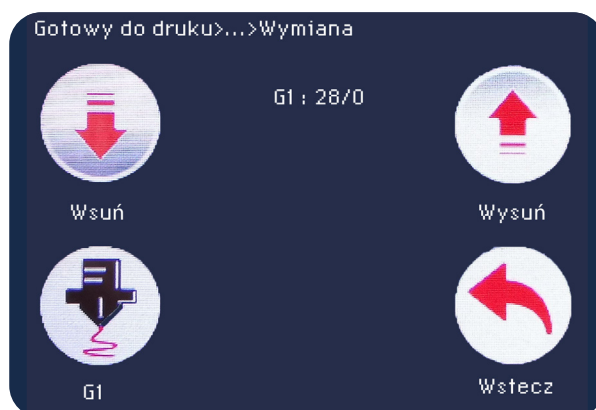 Gotowy do druku>...>Wymiana
G1 : 28/0
Wsuń
Wysuń
G1
Wstecz